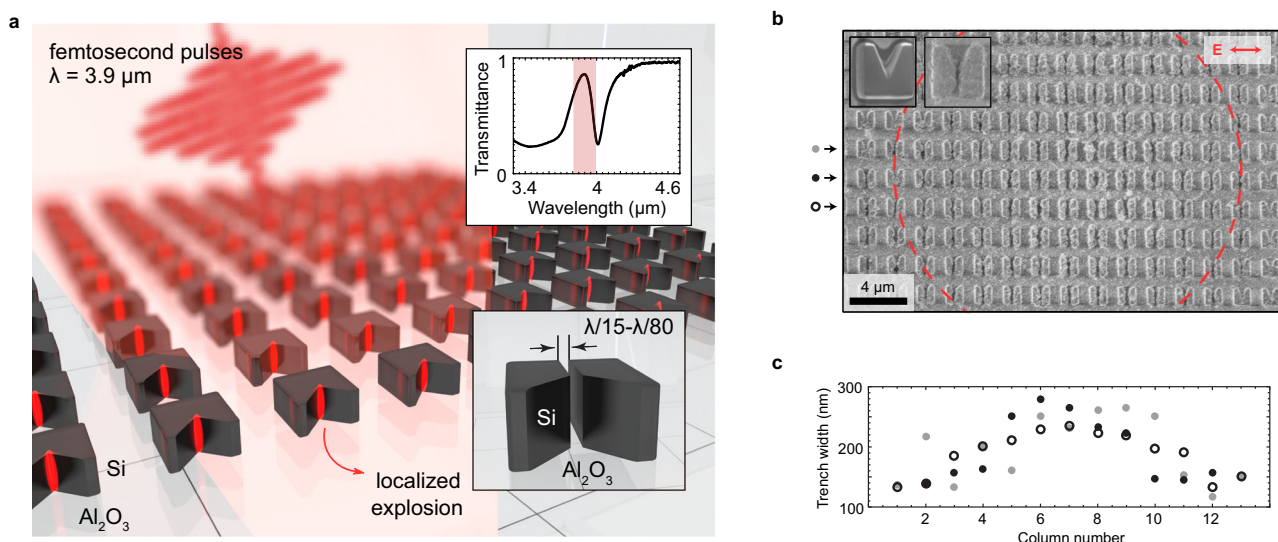 a
femtosecond pulses
λ = 3.9 μm
1
Transmittance
0
3.4 4 4.6
Wavelength (μm)
λ/15-λ/80
Si
Al₂O₃
Si
Al₂O₃
localized
explosion
b
E
4 μm
c
300
200
100
Trench width (nm)
2 4 6 8 10 12
Column number